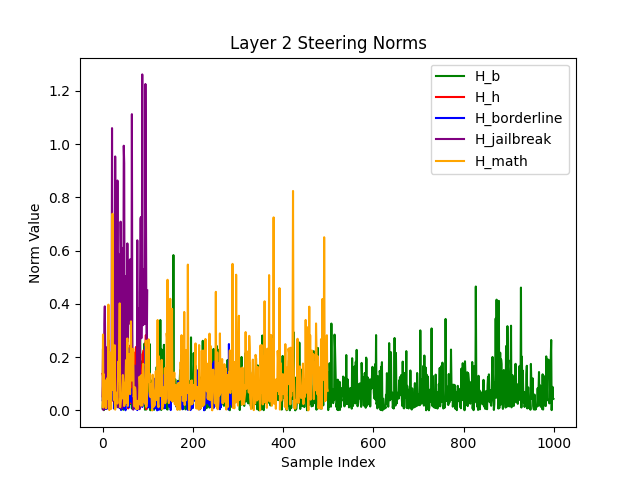 Layer 2 Steering Norms
H_b
H_h
H_borderline
H_jailbreak
H_math
Norm Value
1.2
1.0
0.8
0.6
0.4
0.2
0.0
0
200
400
600
800
1000
Sample Index